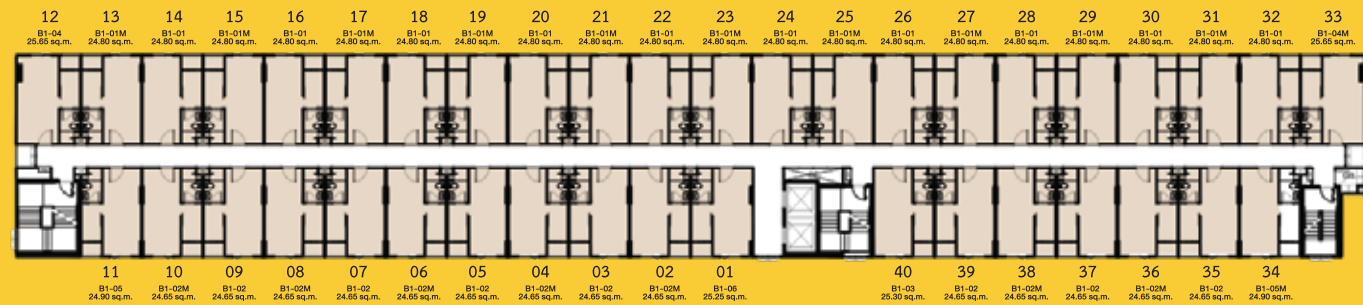 12 13 14 15 16 17 18 19 20 21 22 23 24 25 26 27 28 29 30 31 32 33
B1-04 B1-01M B1-01 B1-01M B1-01 B1-01M B1-01 B1-01M B1-01 B1-01M B1-01 B1-01M B1-01 B1-01M B1-01 B1-01M B1-01 B1-01M B1-01 B1-01M B1-01 B1-04M
25.65 sq.m. 24.80 sq.m. 24.80 sq.m. 24.80 sq.m. 24.80 sq.m. 24.80 sq.m. 24.80 sq.m. 24.80 sq.m. 24.80 sq.m. 24.80 sq.m. 24.80 sq.m. 24.80 sq.m. 24.80 sq.m. 24.80 sq.m. 24.80 sq.m. 24.80 sq.m. 24.80 sq.m. 24.80 sq.m. 24.80 sq.m. 24.80 sq.m. 24.80 sq.m. 25.65 sq.m.
11 10 09 08 07 06 05 04 03 02 01 40 39 38 37 36 35 34
B1-05 B1-02M B1-02 B1-02M B1-02 B1-02M B1-02 B1-02M B1-02 B1-02M B1-06 B1-03 B1-02 B1-02M B1-02 B1-02M B1-02 B1-05M
24.90 sq.m. 24.65 sq.m. 24.65 sq.m. 24.65 sq.m. 24.65 sq.m. 24.65 sq.m. 24.65 sq.m. 24.65 sq.m. 24.65 sq.m. 24.65 sq.m. 25.25 sq.m. 25.30 sq.m. 24.65 sq.m. 24.65 sq.m. 24.65 sq.m. 24.65 sq.m. 24.65 sq.m. 24.90 sq.m.